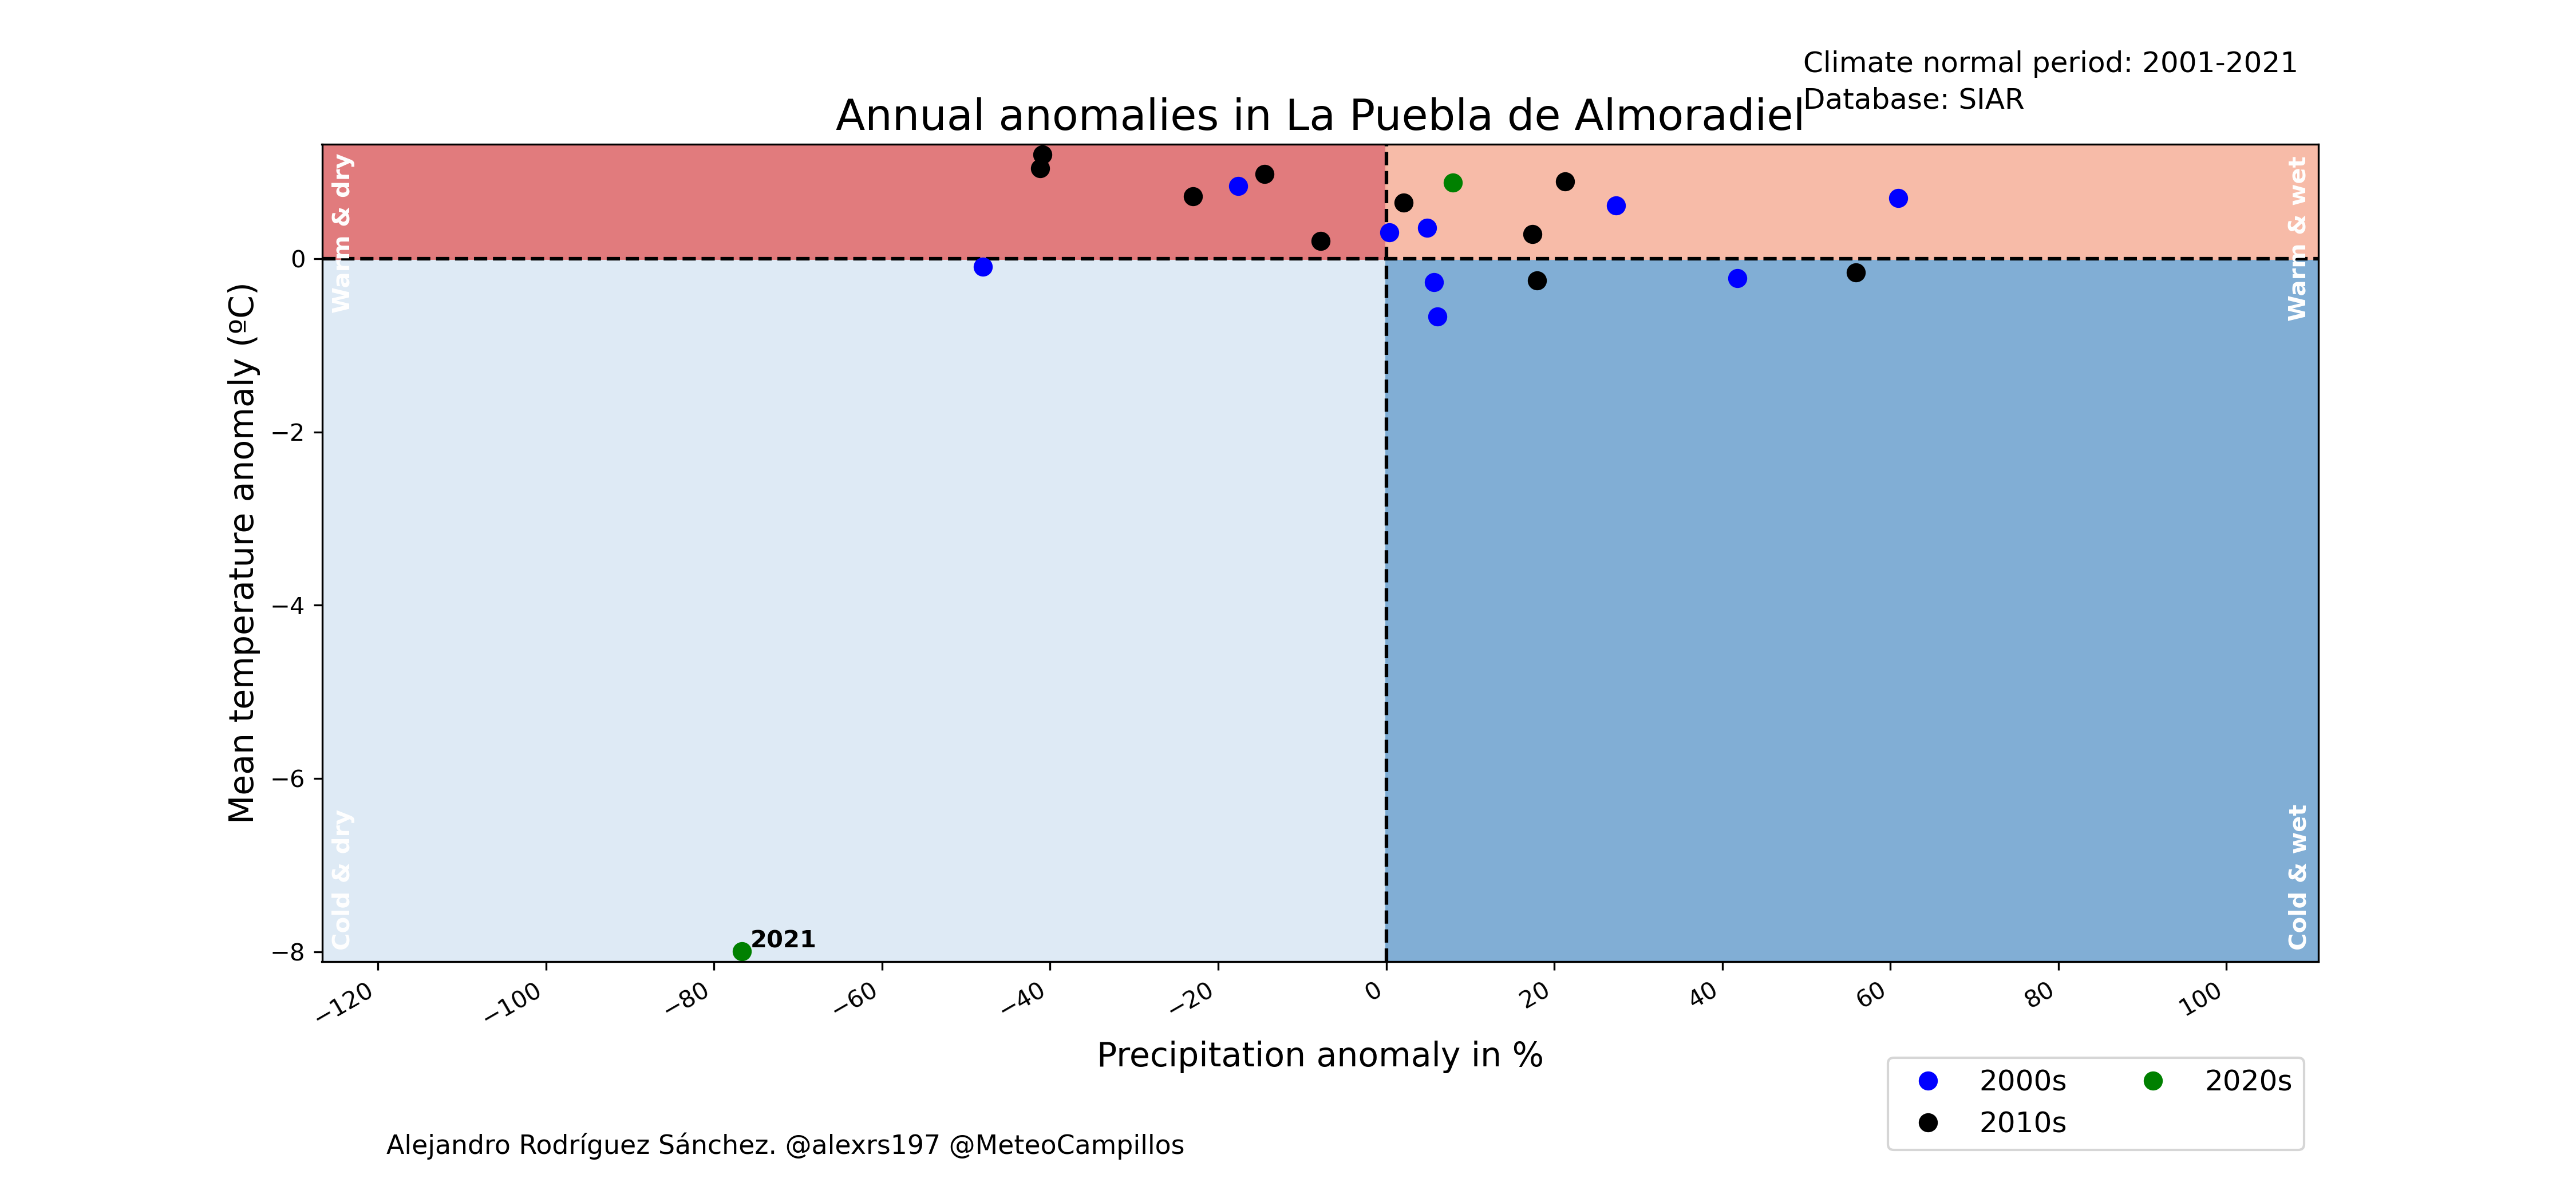 Climate normal period: 2001-2021
Database: SIAR
Annual anomalies in La Puebla de Almoradiel
Warm & dry
Warm & wet
Cold & dry
Cold & wet
Mean temperature anomaly (ºC)
0
−2
−4
−6
−8
2021
−120
−100
−80
−60
−40
−20
0
20
40
60
80
100
Precipitation anomaly in %
2000s
2010s
2020s
Alejandro Rodríguez Sánchez. @alexrs197 @MeteoCampillos